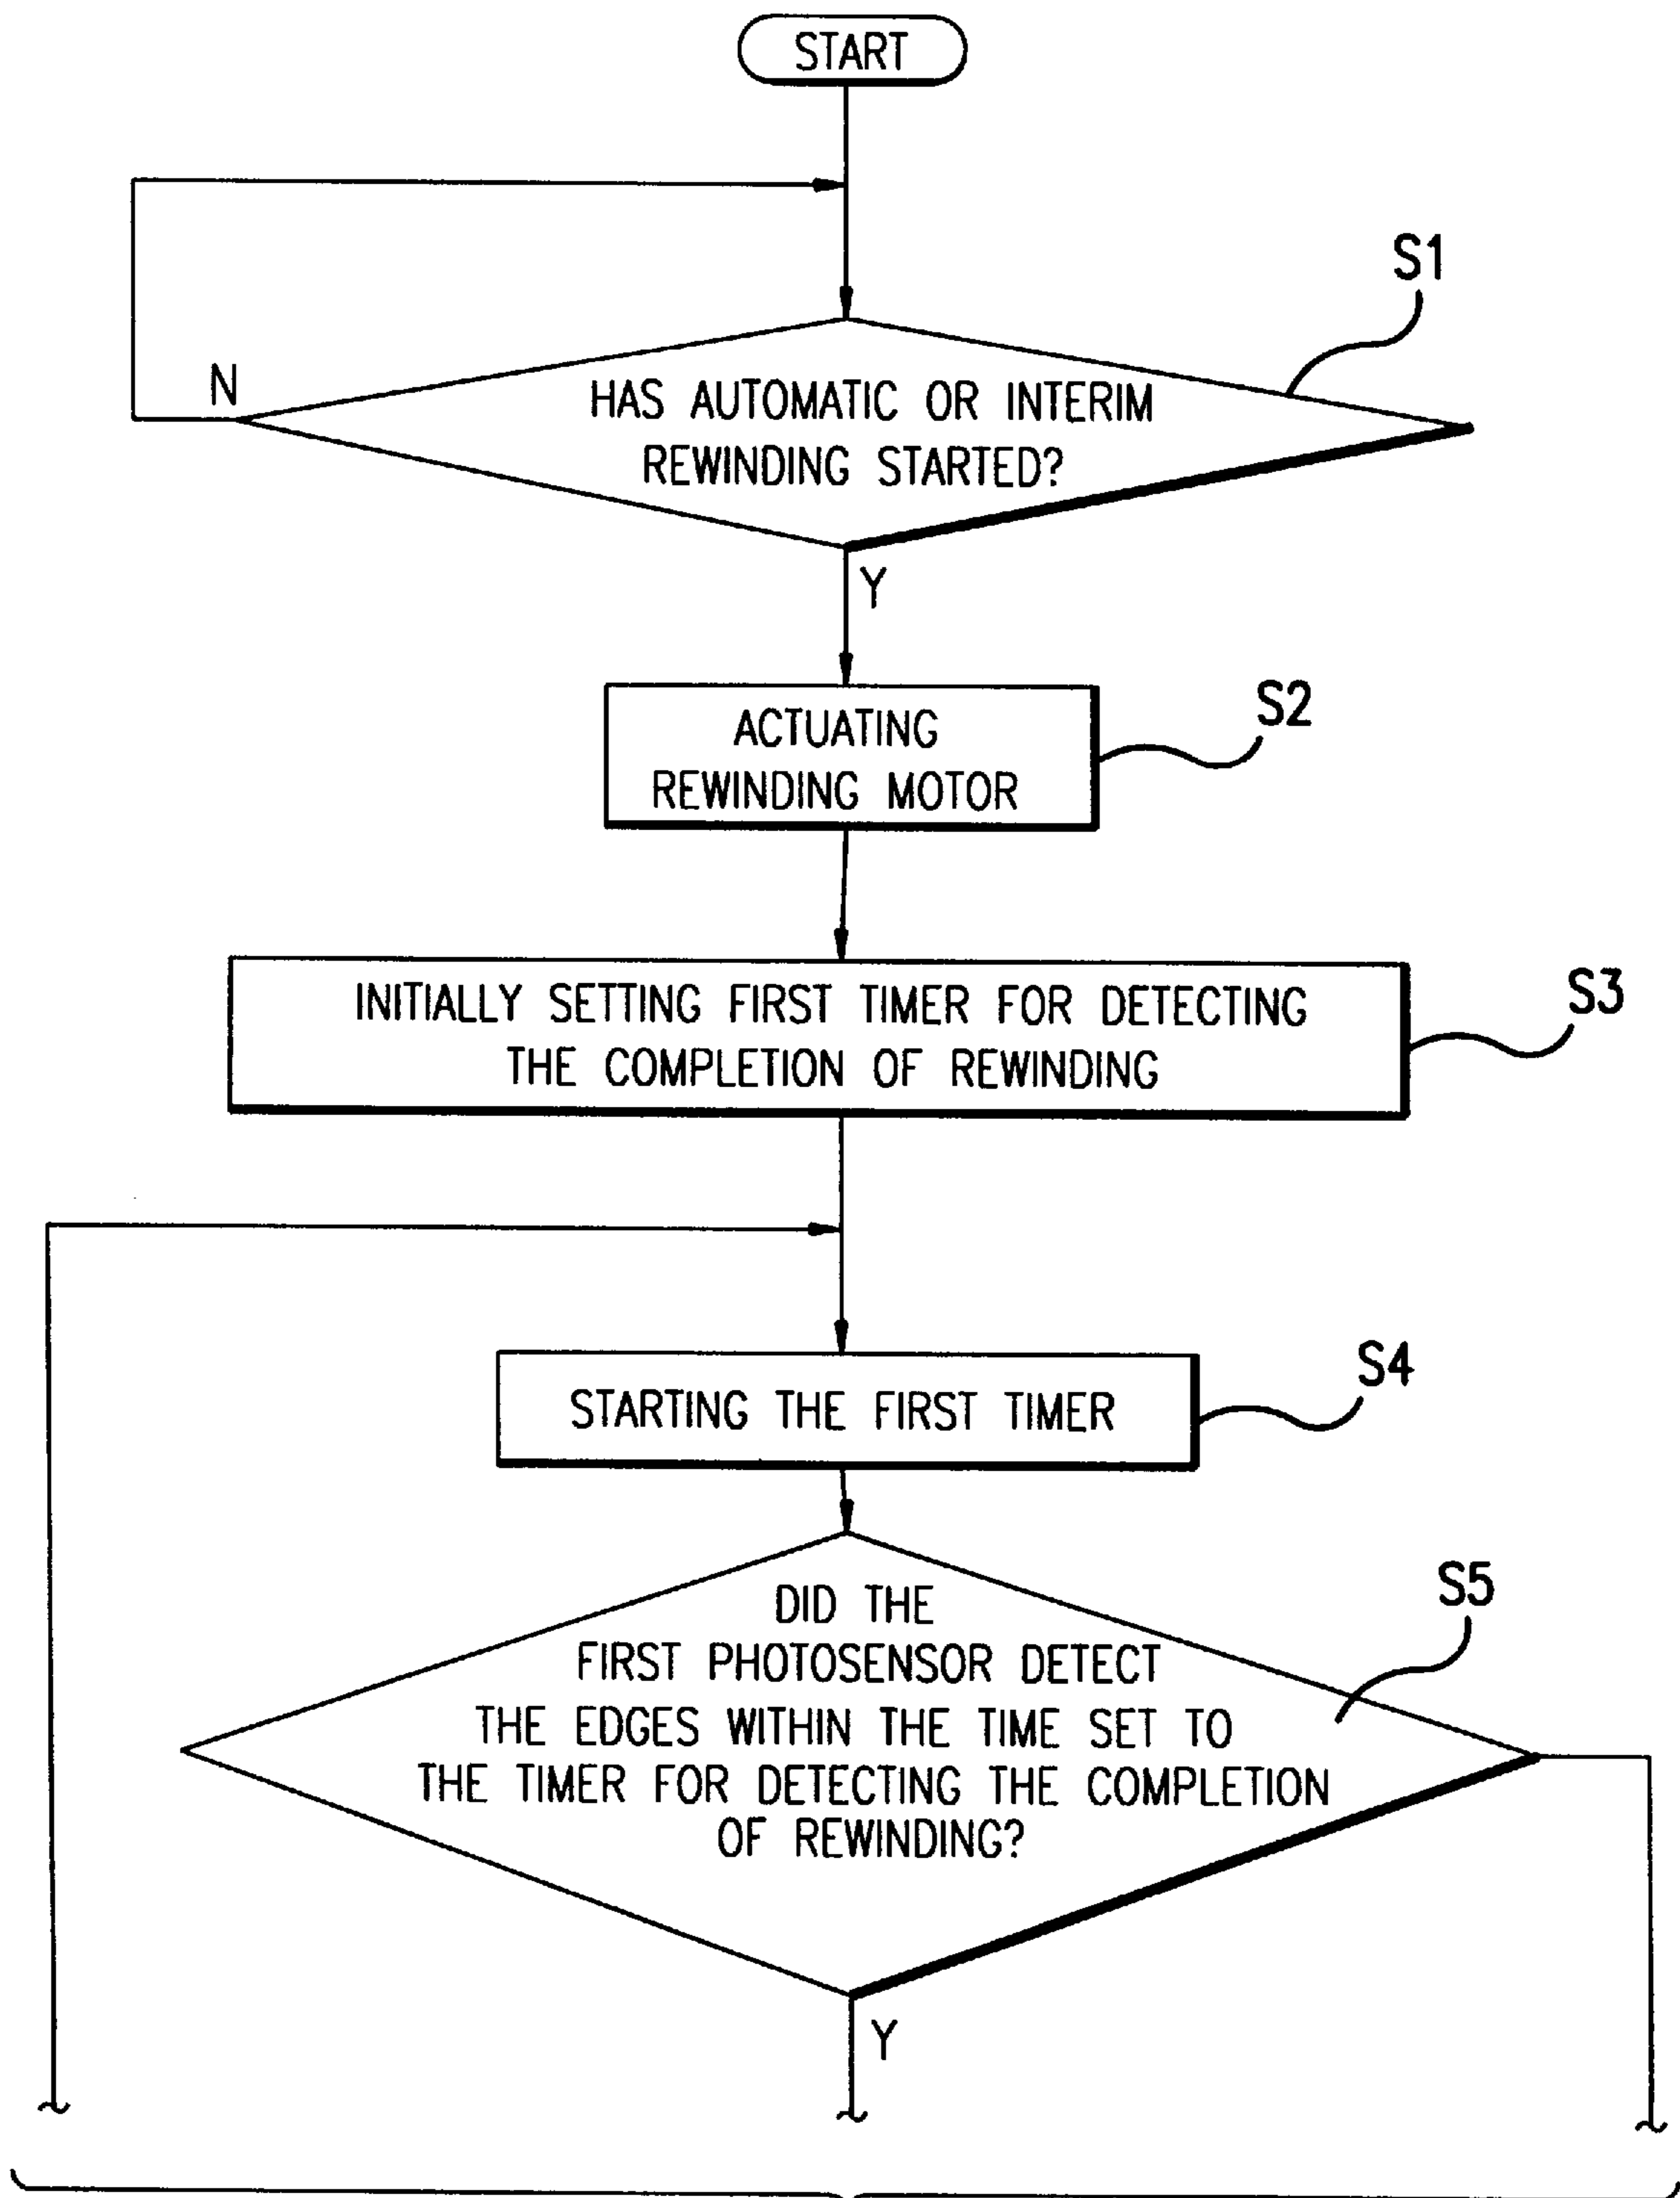 START
S1
N
HAS AUTOMATIC OR INTERIM
REWINDING STARTED?
Y
S2
ACTUATING
REWINDING MOTOR
S3
INITIALLY SETTING FIRST TIMER FOR DETECTING
THE COMPLETION OF REWINDING
S4
STARTING THE FIRST TIMER
S5
DID THE
FIRST PHOTOSENSOR DETECT
THE EDGES WITHIN THE TIME SET TO
THE TIMER FOR DETECTING THE COMPLETION
OF REWINDING?
Y